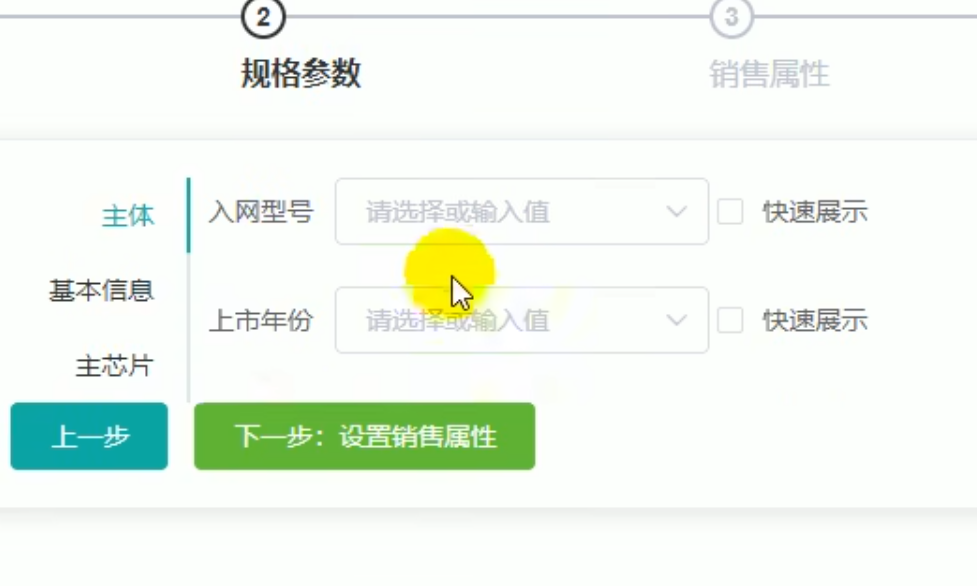 2 3
规格参数 销售属性
主体 入网型号 请选择或输入值 快速展示
基本信息
上市年份 请选择或输入值 快速展示
主芯片
上一步 下一步：设置销售属性